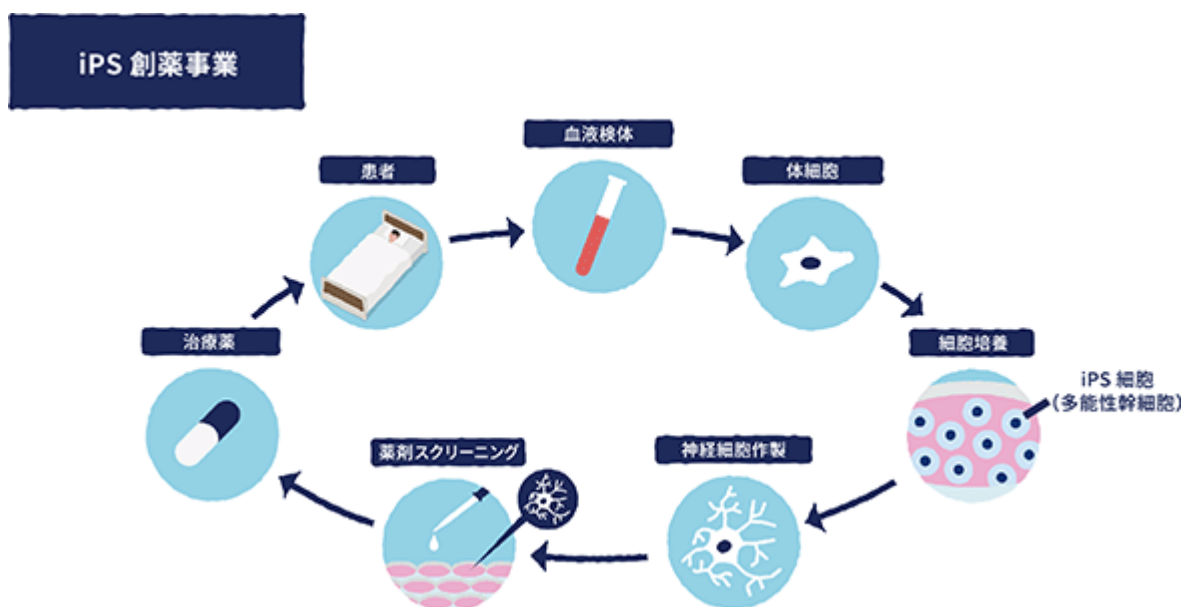 iPS 創薬事業
血液検体
患者
体細胞
治療薬
細胞培養
iPS 細胞
（多能性幹細胞）
薬剤スクリーニング
神経細胞作製